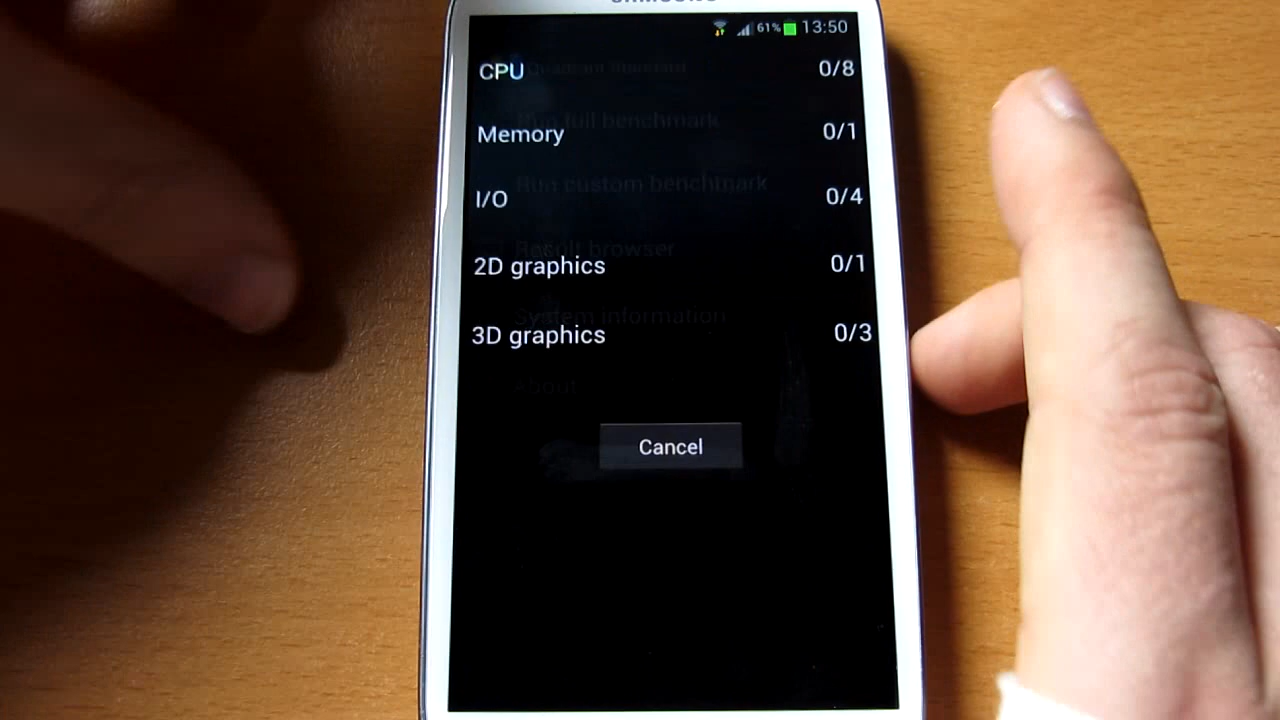 SAMSUNG
61% 13:50
CPU 0/8
Quadrant Standard
Run full benchmark
Memory 0/1
Run custom benchmark
I/O 0/4
Result browser
2D graphics 0/1
System information
3D graphics 0/3
About
Cancel